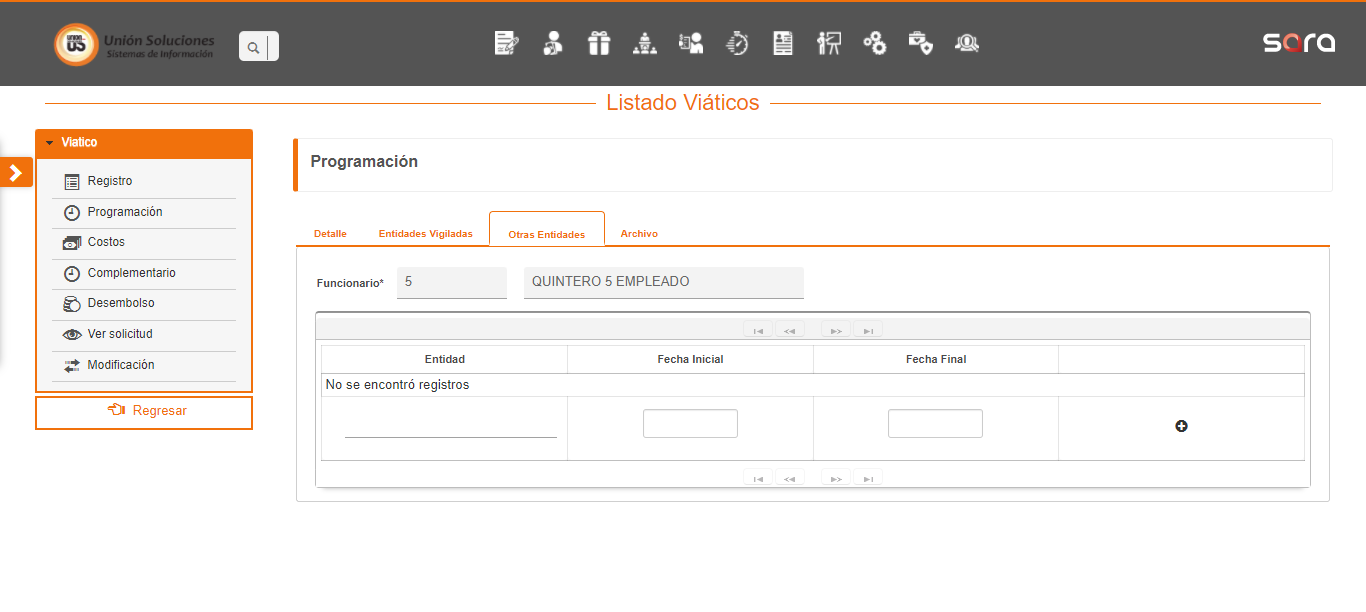 UNION
US
Unión Soluciones
Sistemas de Información
sara
Listado Viáticos
Viatico
Registro
Programación
Costos
Complementario
Desembolso
Ver solicitud
Modificación
Regresar
Programación
Detalle Entidades Vigiladas Otras Entidades Archivo
Funcionario* 5 QUINTERO 5 EMPLEADO
Entidad Fecha Inicial Fecha Final
No se encontró registros